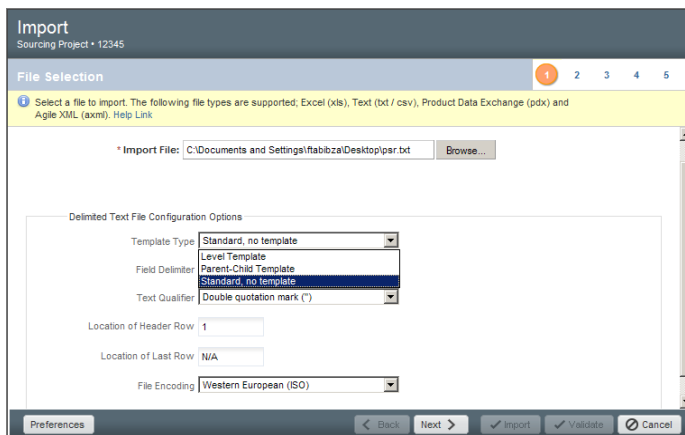 Import
Sourcing Project • 12345
File Selection
1 2 3 4 5
Select a file to import. The following file types are supported; Excel (xls), Text (txt / csv), Product Data Exchange (pdx) and
Agile XML (axml). Help Link
* Import File: C:\Documents and Settings\ftabibza\Desktop\psr.txt Browse...
Delimited Text File Configuration Options
Template Type Standard, no template
Level Template
Field Delimiter Parent-Child Template
Standard, no template
Text Qualifier Double quotation mark (")
Location of Header Row 1
Location of Last Row N/A
File Encoding Western European (ISO)
Preferences Back Next Import Validate Cancel